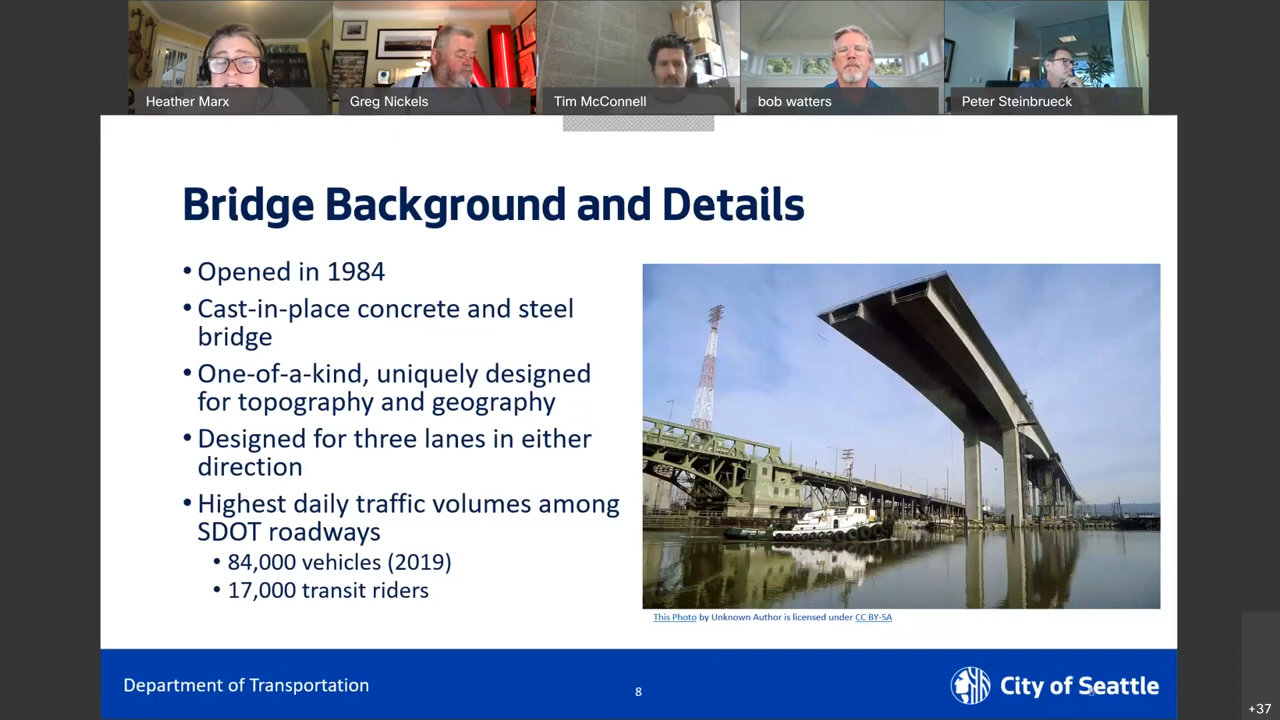 Heather Marx
Greg Nickels
Tim McConnell
bob watters
Peter Steinbrueck
Bridge Background and Details
• Opened in 1984
• Cast-in-place concrete and steel
bridge
• One-of-a-kind, uniquely designed
for topography and geography
• Designed for three lanes in either
direction
• Highest daily traffic volumes among
SDOT roadways
• 84,000 vehicles (2019)
• 17,000 transit riders
This Photo by Unknown Author is licensed under CC BY-SA
Department of Transportation
8
City of Seattle
+37